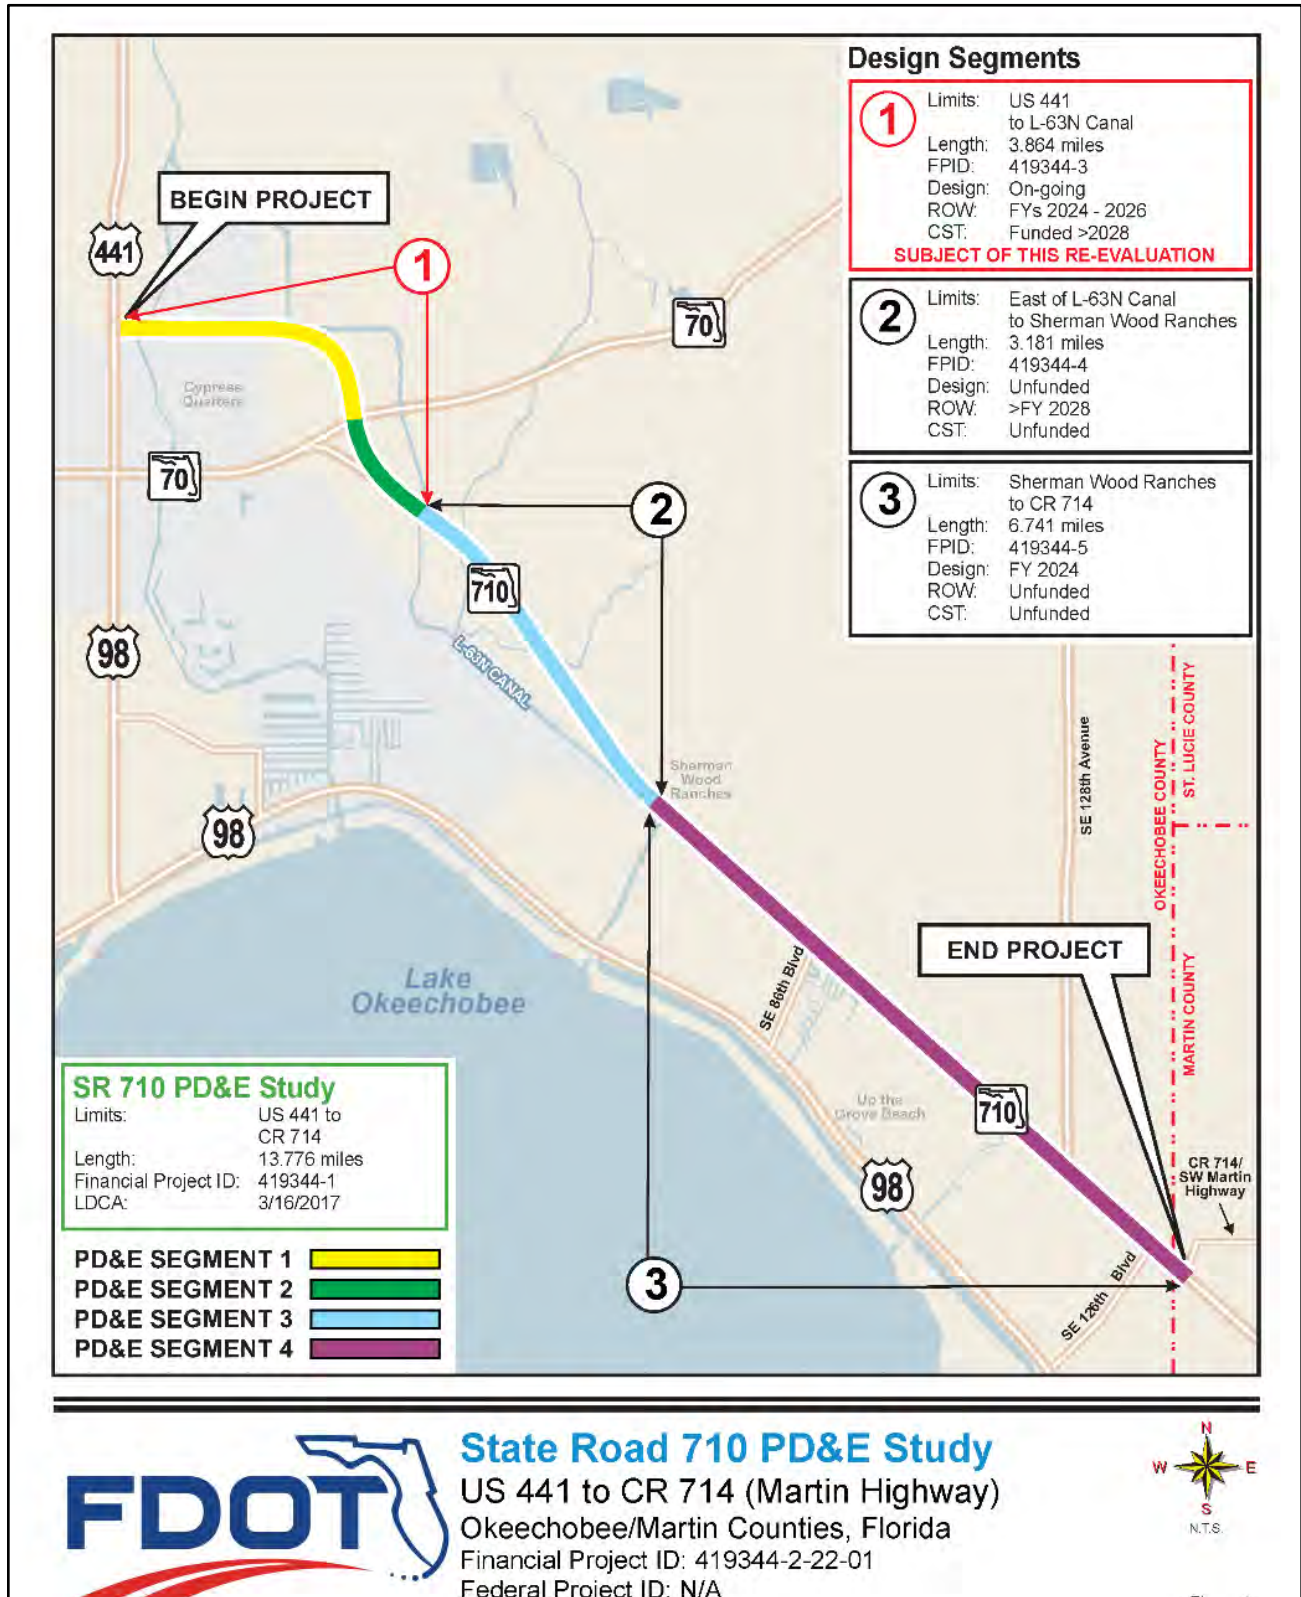 Design Segments
1
Limits: US 441
to L-63N Canal
Length: 3.864 miles
FPID: 419344-3
Design: On-going
ROW: FYs 2024 - 2026
CST: Funded >2028
SUBJECT OF THIS RE-EVALUATION
2
Limits: East of L-63N Canal
to Sherman Wood Ranches
Length: 3.181 miles
FPID: 419344-4
Design: Unfunded
ROW: >FY 2028
CST: Unfunded
3
Limits: Sherman Wood Ranches
to CR 714
Length: 6.741 miles
FPID: 419344-5
Design: FY 2024
ROW: Unfunded
CST: Unfunded
BEGIN PROJECT
441
1
70
Cypress
Quarters
70
2
710
98
L-63N CANAL
Sherman
Wood
Ranches
98
SE 128th Avenue
OKEECHOBEE COUNTY
ST. LUCIE COUNTY
MARTIN COUNTY
END PROJECT
SE 86th Blvd
Lake
Okeechobee
Up the
Grove Beach
710
98
CR 714/
SW Martin
Highway
SE 126th Blvd
3
SR 710 PD&E Study
Limits: US 441 to
CR 714
Length: 13.776 miles
Financial Project ID: 419344-1
LDCA: 3/16/2017
PD&E SEGMENT 1
PD&E SEGMENT 2
PD&E SEGMENT 3
PD&E SEGMENT 4
FDOT
State Road 710 PD&E Study
US 441 to CR 714 (Martin Highway)
Okeechobee/Martin Counties, Florida
Financial Project ID: 419344-2-22-01
Federal Project ID: N/A
N
W E
S
N.T.S.